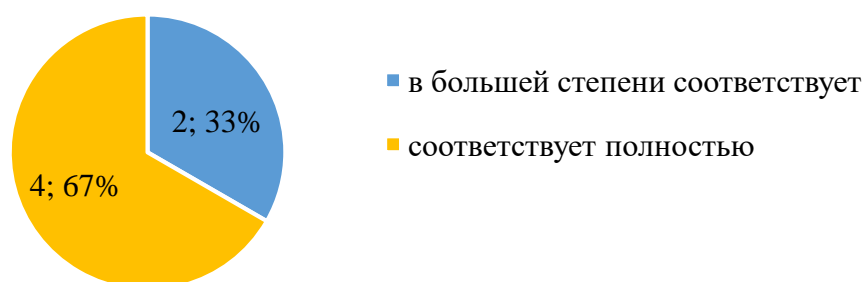 в большей степени соответствует
2; 33%
соответствует полностью
4; 67%